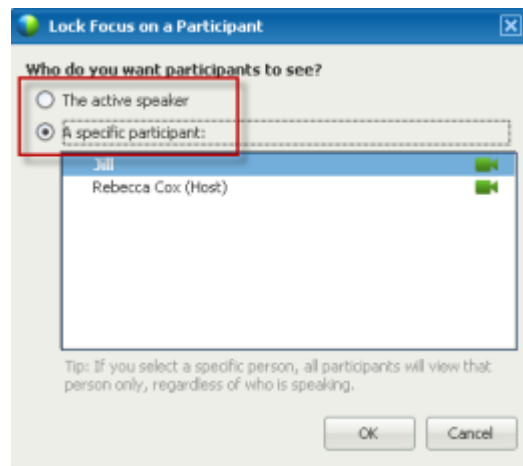 Lock Focus on a Participant
Who do you want participants to see?
The active speaker
A specific participant:
Jill
Rebecca Cox (Host)
Tip: If you select a specific person, all participants will view that
person only, regardless of who is speaking.
OK
Cancel